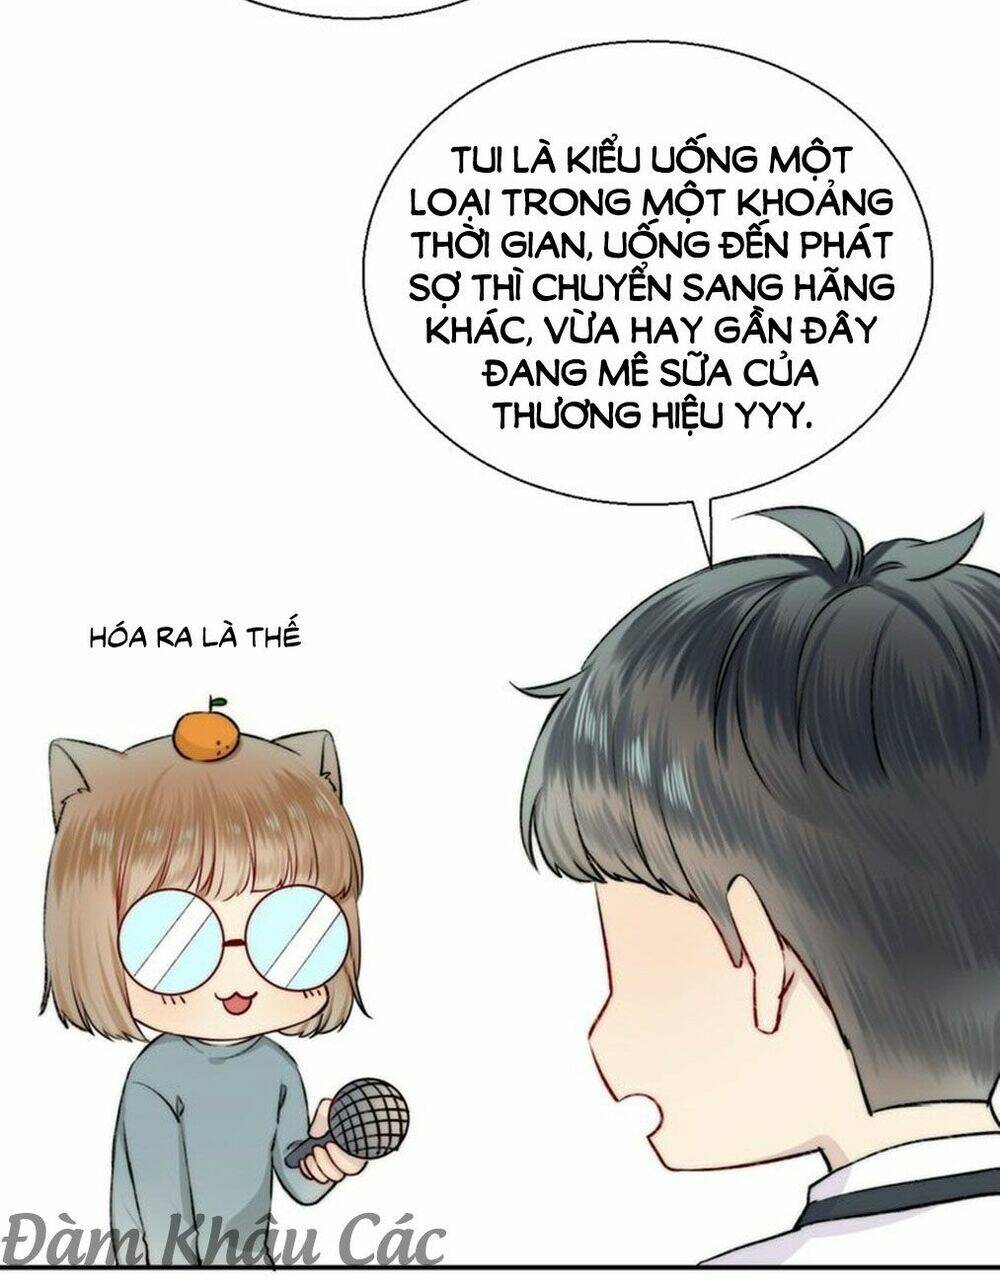 TUI LÀ KIỂU UỐNG MỘT
LOẠI TRONG MỘT KHOẢNG
THỜI GIAN, UỐNG ĐẾN PHÁT
SỢ THÌ CHUYỂN SANG HÃNG
KHÁC, VỪA HAY GẦN ĐÂY
ĐANG MÊ SỮA CỦA
THƯƠNG HIỆU YYY.
HÓA RA LÀ THẾ
Đàm Khâu Các